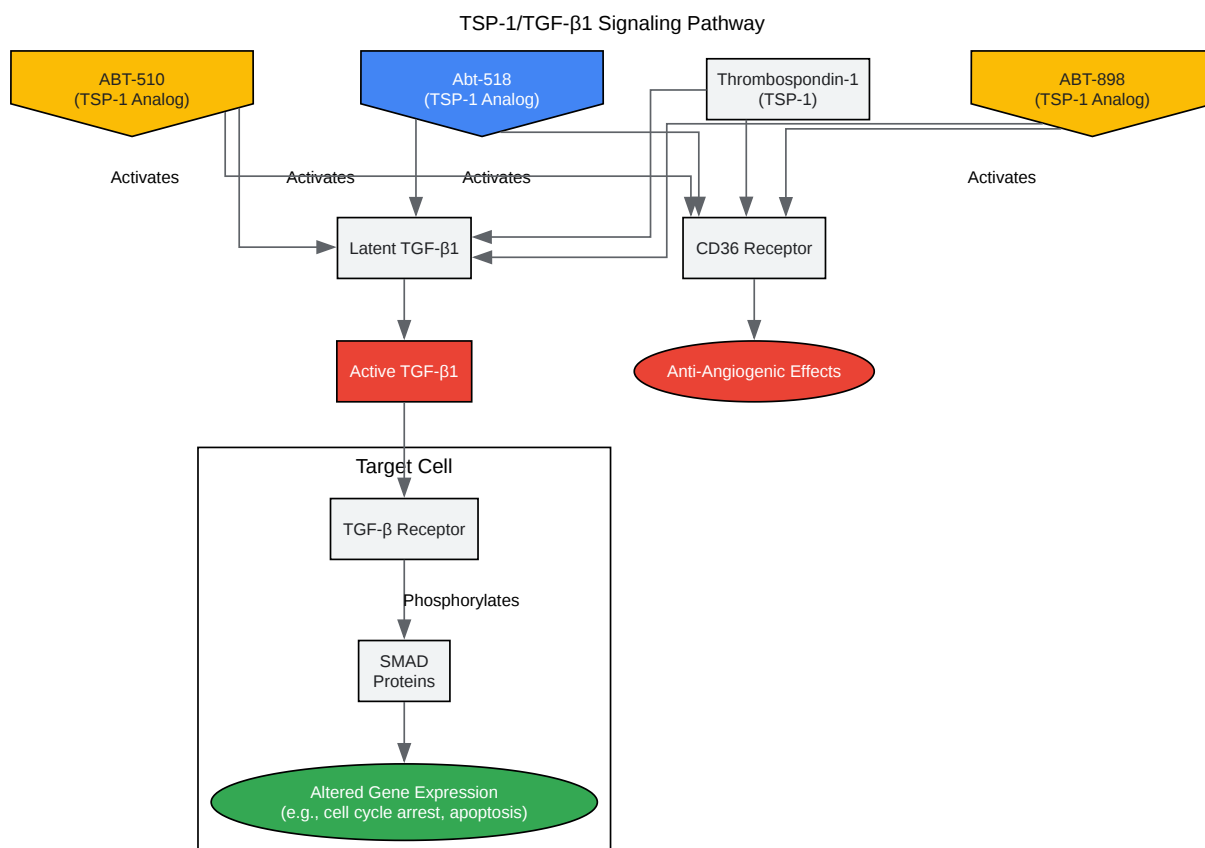 TSP-1/TGF-β1 Signaling Pathway
ABT-510
(TSP-1 Analog)
Abt-518
(TSP-1 Analog)
Thrombospondin-1
(TSP-1)
ABT-898
(TSP-1 Analog)
Activates
Activates
Activates
Activates
Latent TGF-β1
CD36 Receptor
Active TGF-β1
Anti-Angiogenic Effects
Target Cell
TGF-β Receptor
Phosphorylates
SMAD
Proteins
Altered Gene Expression
(e.g., cell cycle arrest, apoptosis)